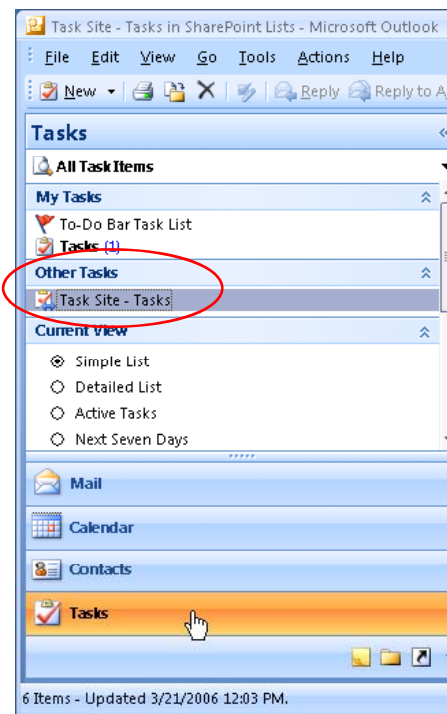 Task Site - Tasks in SharePoint Lists - Microsoft Outlook
File Edit View Go Tools Actions Help
New Reply Reply to A
Tasks
All Task Items
My Tasks
To-Do Bar Task List
Tasks (1)
Other Tasks
Task Site - Tasks
Current View
Simple List
Detailed List
Active Tasks
Next Seven Days
Mail
Calendar
Contacts
Tasks
6 Items - Updated 3/21/2006 12:03 PM.